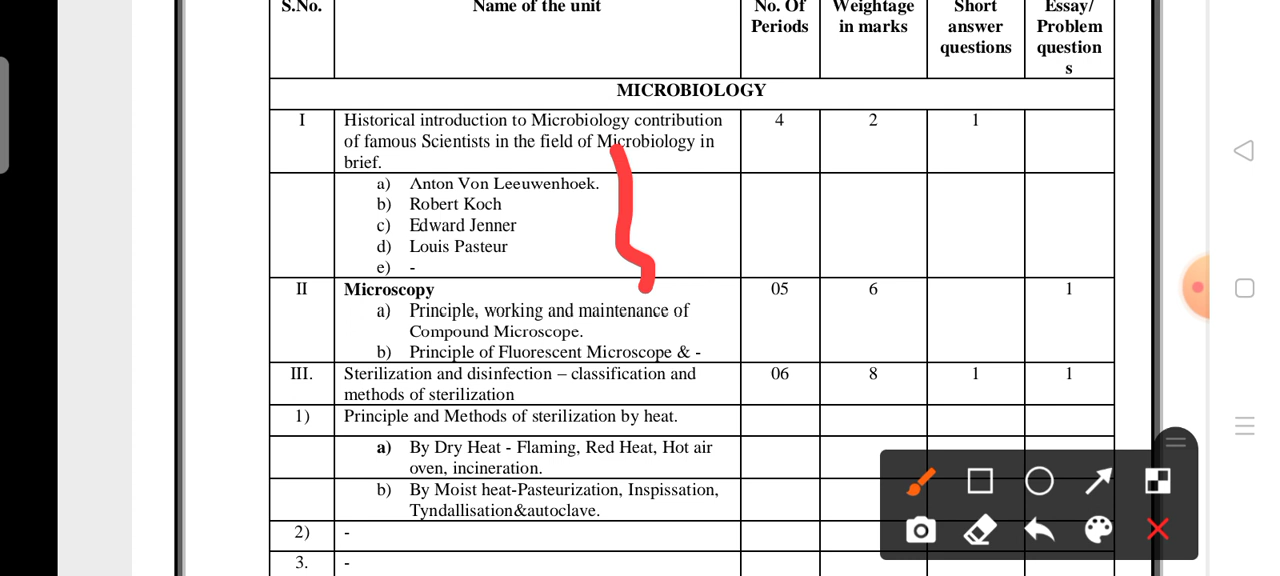 S.No. Name of the unit No. Of Periods Weightage in marks Short answer questions Essay/ Problem question s
MICROBIOLOGY
I Historical introduction to Microbiology contribution 4 2 1
of famous Scientists in the field of Microbiology in
brief.
a) Anton Von Leeuwenhoek.
b) Robert Koch
c) Edward Jenner
d) Louis Pasteur
e) -
II Microscopy 05 6 1
a) Principle, working and maintenance of
Compound Microscope.
b) Principle of Fluorescent Microscope & -
III. Sterilization and disinfection – classification and 06 8 1 1
methods of sterilization
1) Principle and Methods of sterilization by heat.
a) By Dry Heat - Flaming, Red Heat, Hot air
oven, incineration.
b) By Moist heat-Pasteurization, Inspissation,
Tyndallisation&autoclave.
2) -
3. -